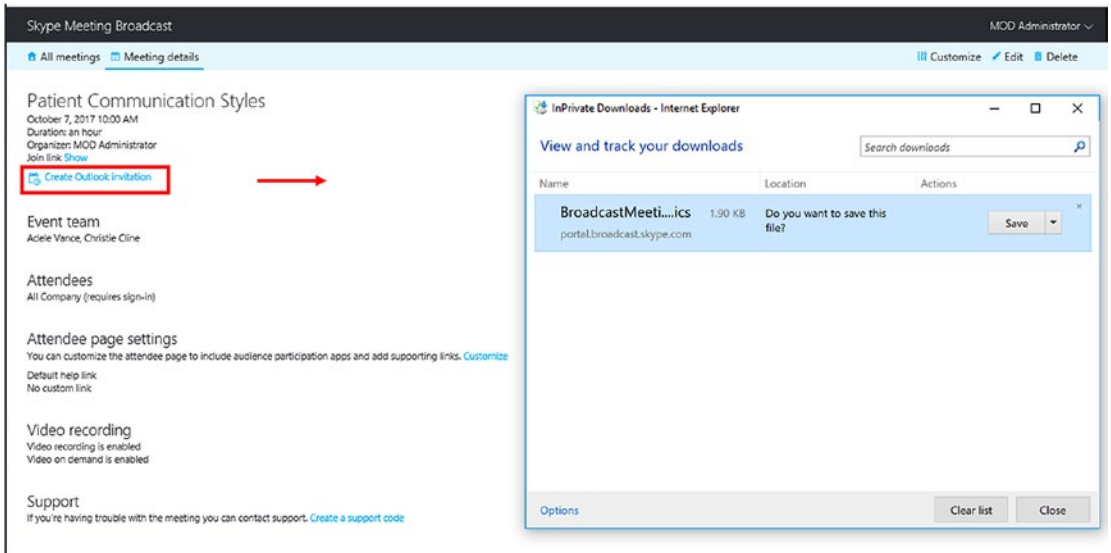 Skype Meeting Broadcast
MOD Administrator
All meetings Meeting details
Customize Edit Delete
Patient Communication Styles
October 7, 2017 10:00 AM
Duration: an hour
Organizer: MOD Administrator
Join link Show
Create Outlook invitation
Event team
Adele Vance, Christie Cline
Attendees
All Company (requires sign-in)
Attendee page settings
You can customize the attendee page to include audience participation apps and add supporting links. Customize
Default help link
No custom link
Video recording
Video recording is enabled
Video on demand is enabled
Support
If you're having trouble with the meeting you can contact support. Create a support code
InPrivate Downloads - Internet Explorer
View and track your downloads
Search downloads
Name Location Actions
BroadcastMeeti....ics 1.90 KB Do you want to save this
file?
portal.broadcast.skype.com
Save
Options
Clear list Close